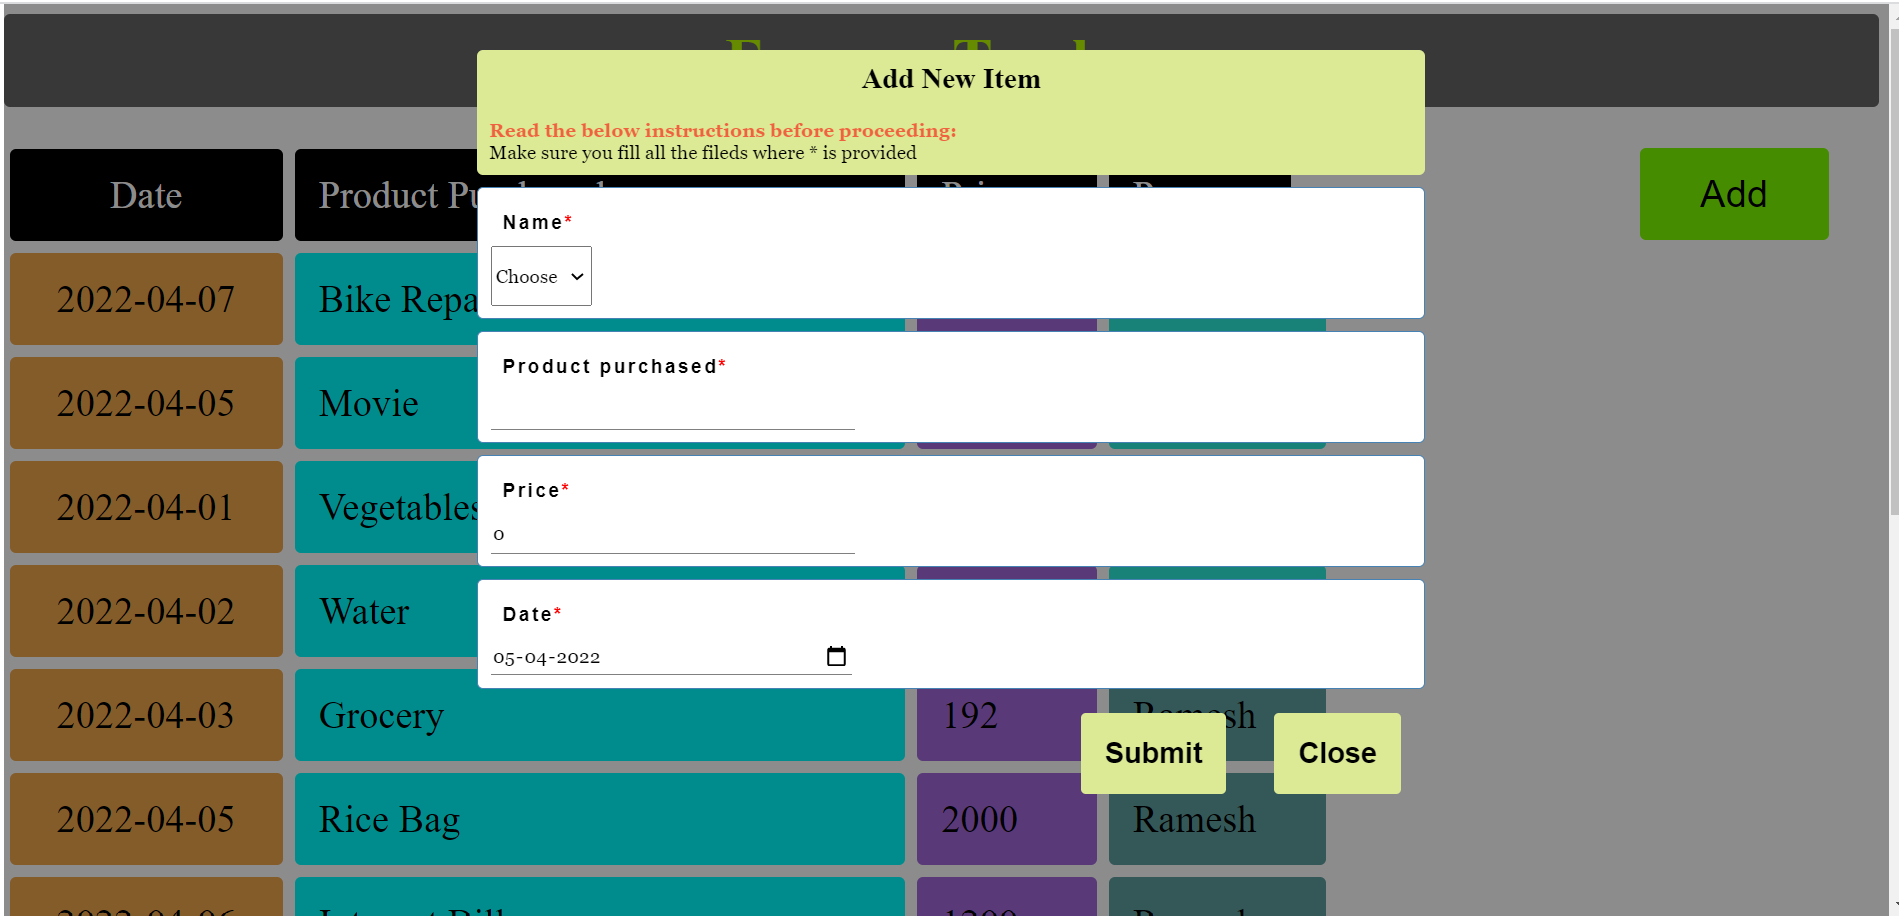 Add New Item
Read the below instructions before proceeding:
Make sure you fill all the fileds where * is provided
Date Product Add
Name*
Choose
2022-04-07 Bike
Product purchased*
2022-04-05 Movie
Price*
0
2022-04-01 Vegetables
Date*
05-04-2022
2022-04-02 Water
2022-04-03 Grocery 192 Ramesh
Submit Close
2022-04-05 Rice Bag 2000 Ramesh